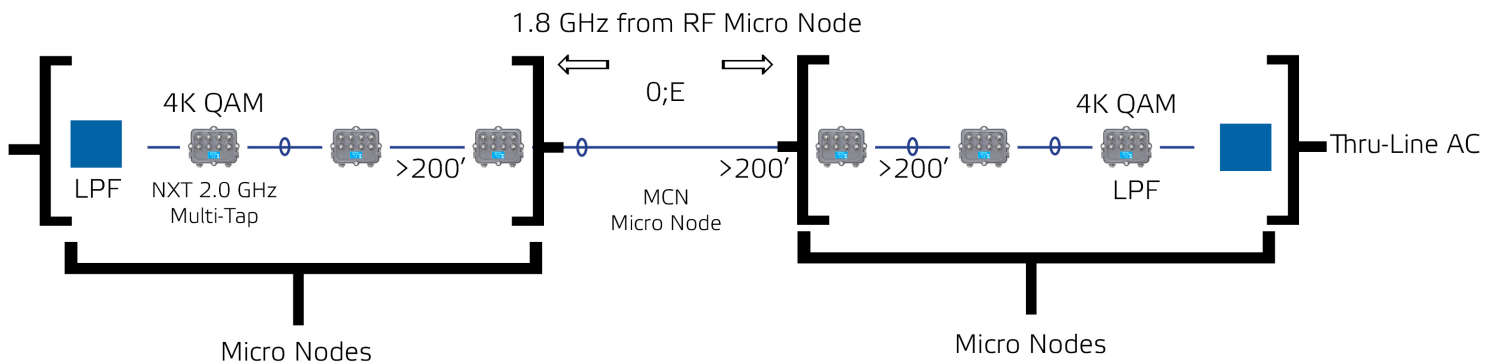 1.8 GHz from RF Micro Node
0;E
4K QAM
4K QAM
>200’
>200’
>200’
Thru-Line AC
LPF
NXT 2.0 GHz
Multi-Tap
MCN
Micro Node
LPF
Micro Nodes
Micro Nodes